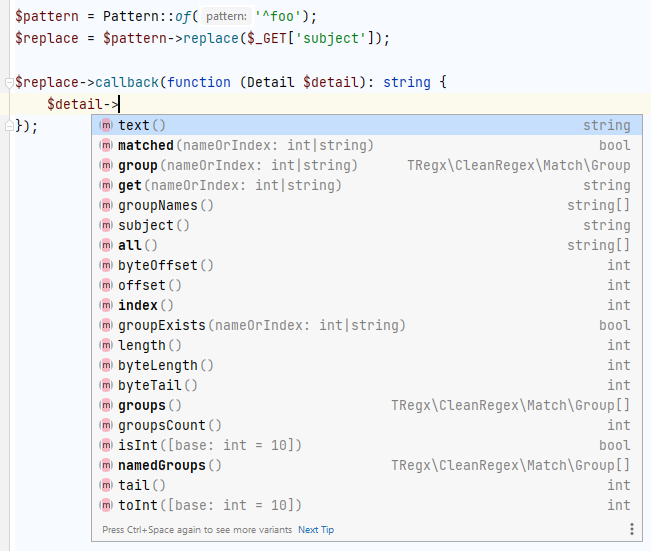 $pattern = Pattern::of( pattern: '^foo');
$replace = $pattern->replace($_GET['subject']);
$replace->callback(function (Detail $detail): string {
$detail->
});
m text() string
m matched(nameOrIndex: int|string) bool
m group(nameOrIndex: int|string) TRegx\CleanRegex\Match\Group
m get(nameOrIndex: int|string) string
m groupNames() string[]
m subject() string
m all() string[]
m byteOffset() int
m offset() int
m index() int
m groupExists(nameOrIndex: int|string) bool
m length() int
m byteLength() int
m byteTail() int
m groups() TRegx\CleanRegex\Match\Group[]
m groupsCount() int
m isInt([base: int = 10]) bool
m namedGroups() TRegx\CleanRegex\Match\Group[]
m tail() int
m toInt([base: int = 10]) int
Press Ctrl+Space again to see more variants Next Tip